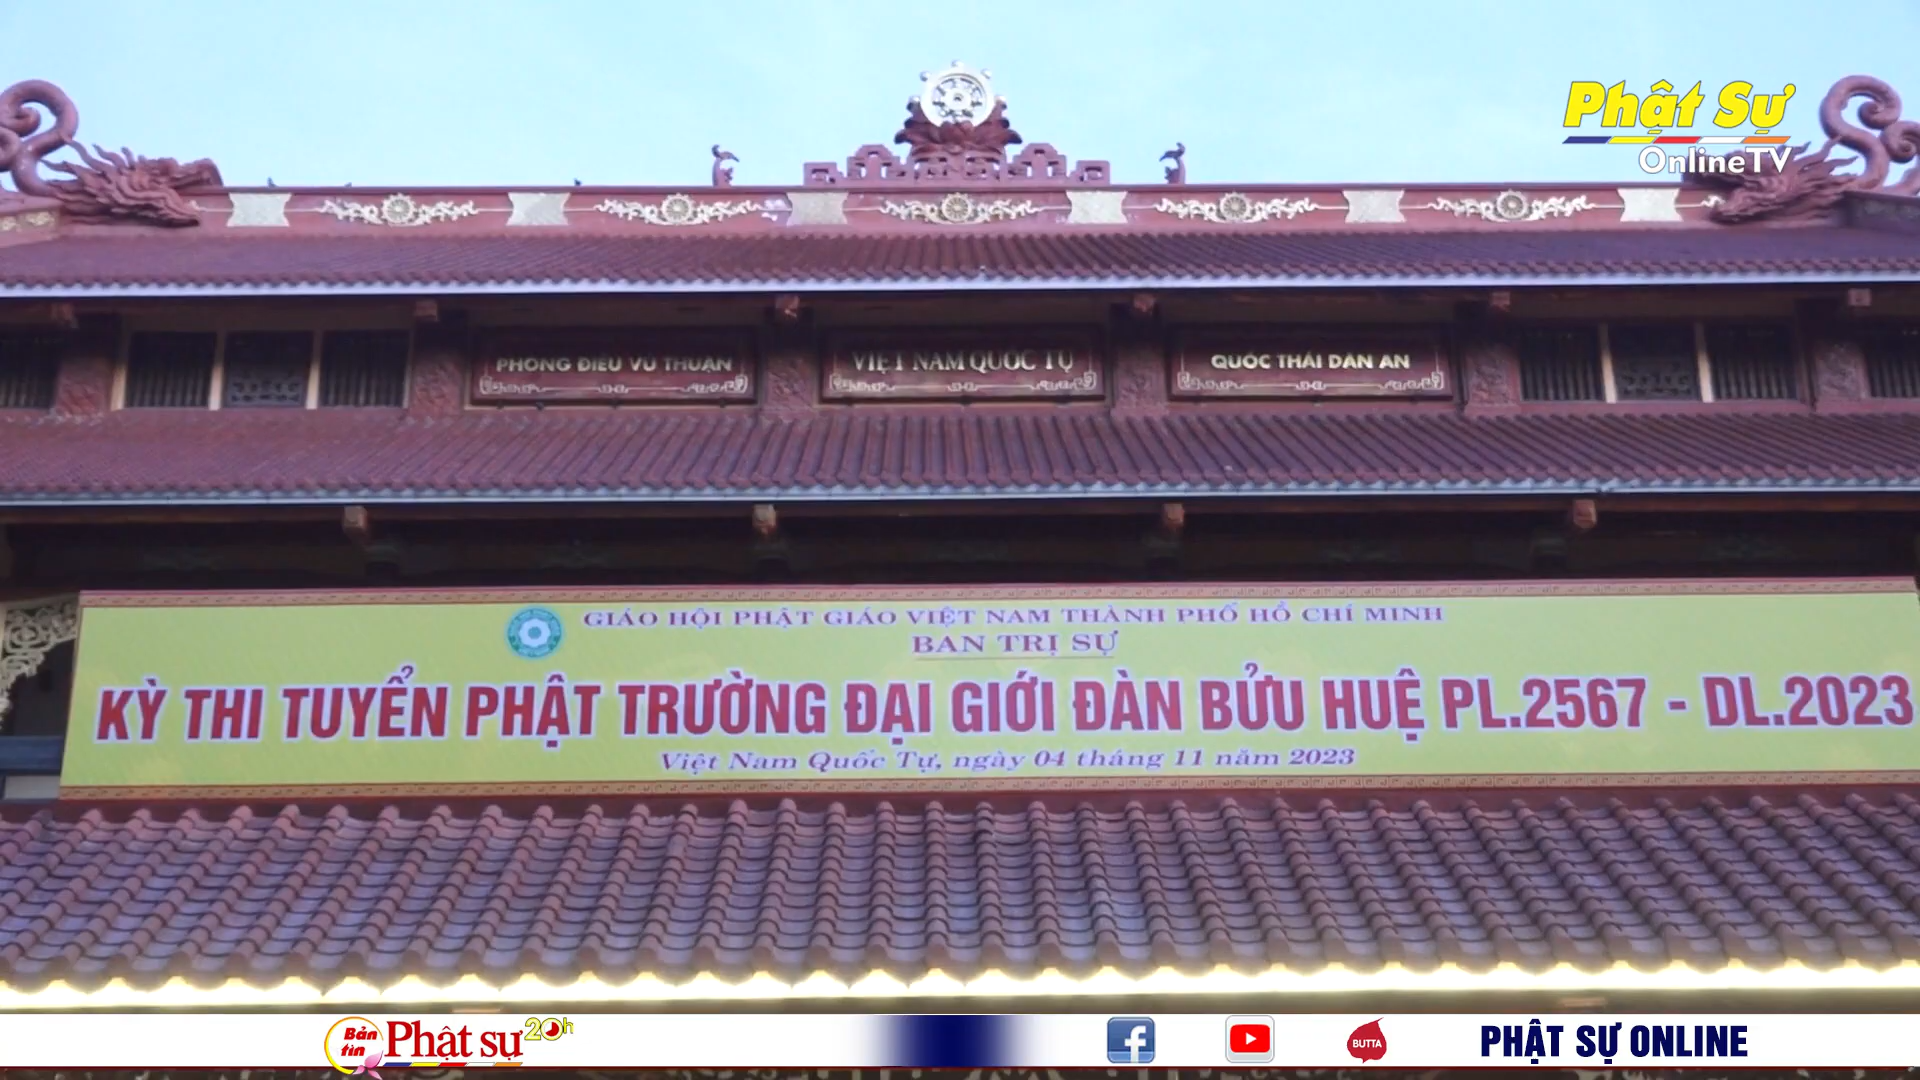 Phật Sự
OnlineTV
PHONG ĐIỀU VŨ THUẬN
VIỆT NAM QUỐC TỰ
QUỐC THÁI DÂN AN
GIÁO HỘI PHẬT GIÁO VIỆT NAM THÀNH PHỐ HỒ CHÍ MINH
BAN TRỊ SỰ
KỲ THI TUYỂN PHẬT TRƯỜNG ĐẠI GIỚI ĐÀN BỬU HUỆ PL.2567 - DL.2023
Việt Nam Quốc Tự, ngày 04 tháng 11 năm 2023
Bản tin Phật sự 20h
BUTTA
PHẬT SỰ ONLINE